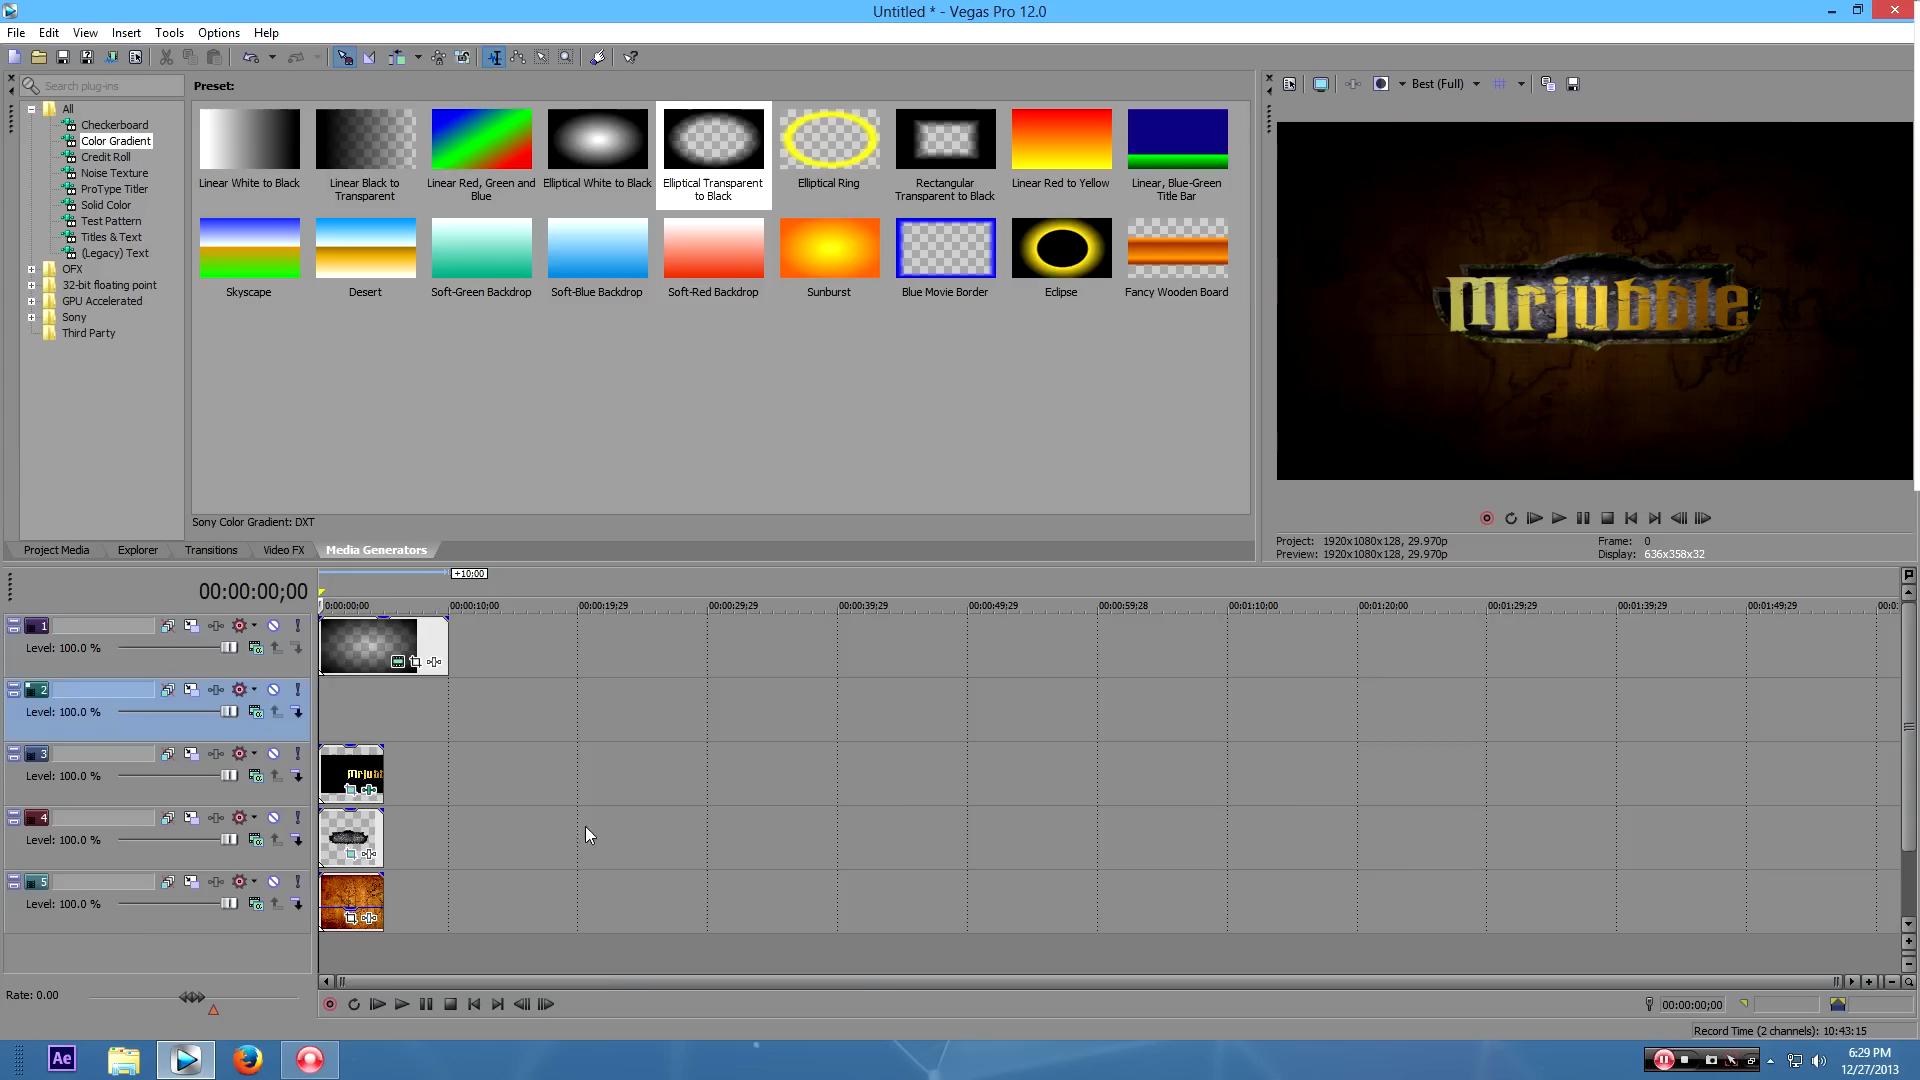 Untitled * - Vegas Pro 12.0
File Edit View Insert Tools Options Help
Search plug-ins
All
Checkerboard
Color Gradient
Credit Roll
Noise Texture
ProType Titler
Solid Color
Test Pattern
Titles & Text
(Legacy) Text
OFX
32-bit floating point
GPU Accelerated
Sony
Third Party
Preset:
Linear White to Black
Linear Black to Transparent
Linear Red, Green and Blue
Elliptical White to Black
Elliptical Transparent to Black
Elliptical Ring
Rectangular Transparent to Black
Linear Red to Yellow
Linear, Blue-Green Title Bar
Skyscape
Desert
Soft-Green Backdrop
Soft-Blue Backdrop
Soft-Red Backdrop
Sunburst
Blue Movie Border
Eclipse
Fancy Wooden Board
Sony Color Gradient: DXT
Project Media Explorer Transitions Video FX Media Generators
Best (Full)
Mrjubble
Project: 1920x1080x128, 29.970p
Preview: 1920x1080x128, 29.970p
Frame: 0
Display: 636x358x32
00:00:00;00
+10:00
0:00:00:00 00:00:10;00 00:00:19;29 00:00:29;29 00:00:39;29 00:00:49;29 00:00:59;28 00:01:10;00 00:01:20;00 00:01:29;29 00:01:39;29 00:01:49;29 00:0
1
Level: 100.0 %
2
Level: 100.0 %
3
Level: 100.0 %
Mrjubb
4
Level: 100.0 %
5
Level: 100.0 %
Rate: 0.00
00:00:00;00
Record Time (2 channels): 10:43:15
Ae
6:29 PM
12/27/2013